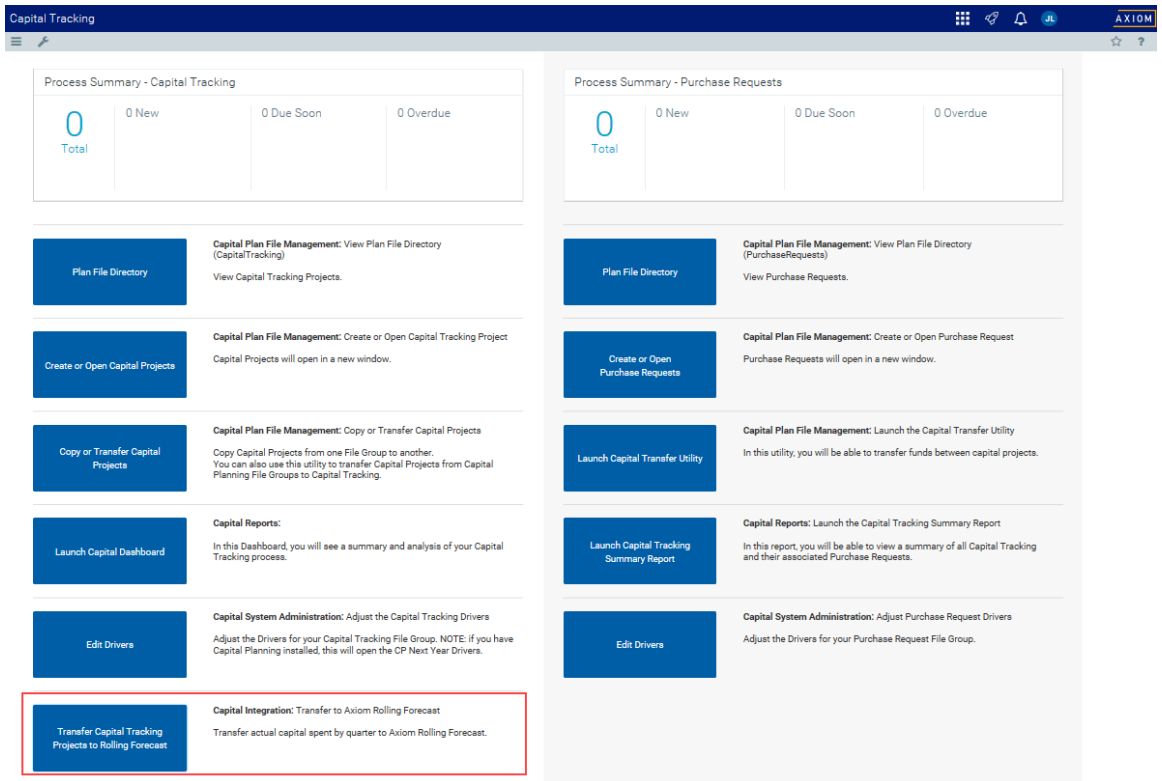 Capital Tracking
JL
AXIOM
?
Process Summary - Capital Tracking
0
Total
0 New
0 Due Soon
0 Overdue
Plan File Directory
Capital Plan File Management: View Plan File Directory
(CapitalTracking)
View Capital Tracking Projects.
Create or Open Capital Projects
Capital Plan File Management: Create or Open Capital Tracking Project
Capital Projects will open in a new window.
Copy or Transfer Capital
Projects
Capital Plan File Management: Copy or Transfer Capital Projects
Copy Capital Projects from one File Group to another.
You can also use this utility to transfer Capital Projects from Capital
Planning File Groups to Capital Tracking.
Launch Capital Dashboard
Capital Reports:
In this Dashboard, you will see a summary and analysis of your Capital
Tracking process.
Edit Drivers
Capital System Administration: Adjust the Capital Tracking Drivers
Adjust the Drivers for your Capital Tracking File Group. NOTE: if you have
Capital Planning installed, this will open the CP Next Year Drivers.
Transfer Capital Tracking
Projects to Rolling Forecast
Capital Integration: Transfer to Axiom Rolling Forecast
Transfer actual capital spent by quarter to Axiom Rolling Forecast.
Process Summary - Purchase Requests
0
Total
0 New
0 Due Soon
0 Overdue
Plan File Directory
Capital Plan File Management: View Plan File Directory
(PurchaseRequests)
View Purchase Requests.
Create or Open
Purchase Requests
Capital Plan File Management: Create or Open Purchase Request
Purchase Requests will open in a new window.
Launch Capital Transfer Utility
Capital Plan File Management: Launch the Capital Transfer Utility
In this utility, you will be able to transfer funds between capital projects.
Launch Capital Tracking
Summary Report
Capital Reports: Launch the Capital Tracking Summary Report
In this report, you will be able to view a summary of all Capital Tracking
and their associated Purchase Requests.
Edit Drivers
Capital System Administration: Adjust Purchase Request Drivers
Adjust the Drivers for your Purchase Request File Group.